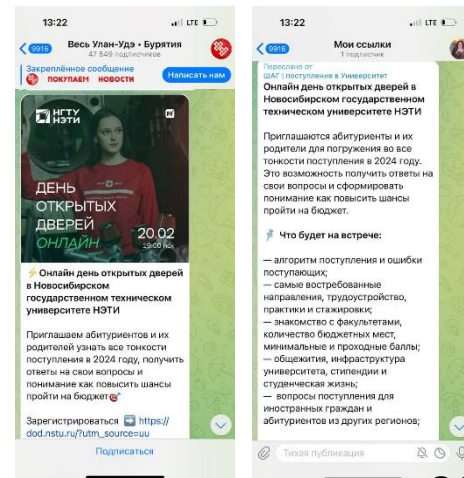 13:22
LTE
9916
Весь Улан-Удэ • Бурятия
47 549 подписчиков
Закреплённое сообщение
ПОКУПАЕМ НОВОСТИ
Написать нам
НГТУ
НЭТИ
ДЕНЬ
ОТКРЫТЫХ
ДВЕРЕЙ
ОНЛАЙН
20.02
19:00 нск
⚡Онлайн день открытых дверей
в Новосибирском
государственном техническом
университете НЭТИ
Приглашаем абитуриентов и их
родителей узнать все тонкости
поступления в 2024 году, получить
ответы на свои вопросы и
понимание как повысить шансы
пройти на бюджет🎯
Зарегистрироваться ➡️ https://
dod.nstu.ru/?utm_source=uu
Подписаться
13:22
LTE
9916
Мои ссылки
1 подписчик
Переслано от
ШАГ | поступление в Университет
Онлайн день открытых дверей в
Новосибирском государственном
техническом университете НЭТИ
Приглашаются абитуриенты и их
родители для погружения во все
тонкости поступления в 2024 году.
Это возможность получить ответы на
свои вопросы и сформировать
понимание как повысить шансы
пройти на бюджет.
Что будет на встрече:
— алгоритм поступления и ошибки
поступающих;
— самые востребованные
направления, трудоустройство,
практики и стажировки;
— знакомство с факультетами,
количество бюджетных мест,
минимальные и проходные баллы;
— общежития, инфраструктура
университета, стипендии и
студенческая жизнь;
— вопросы поступления для
иностранных граждан и
абитуриентов из других регионов;
Тихая публикация